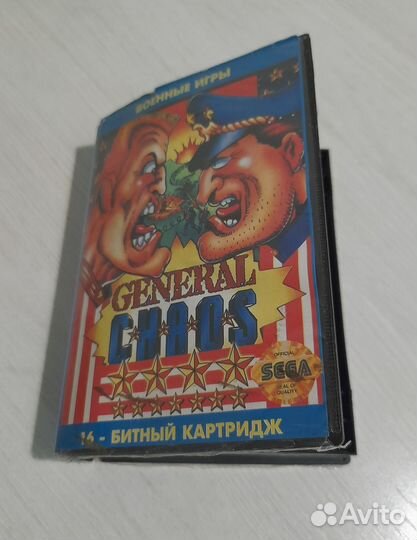 ВОЕННЫЕ ИГРЫ
GENERAL
CHAOS
OFFICIAL
SEGA
SEAL OF
QUALITY
16 - БИТНЫЙ КАРТРИДЖ
Avito